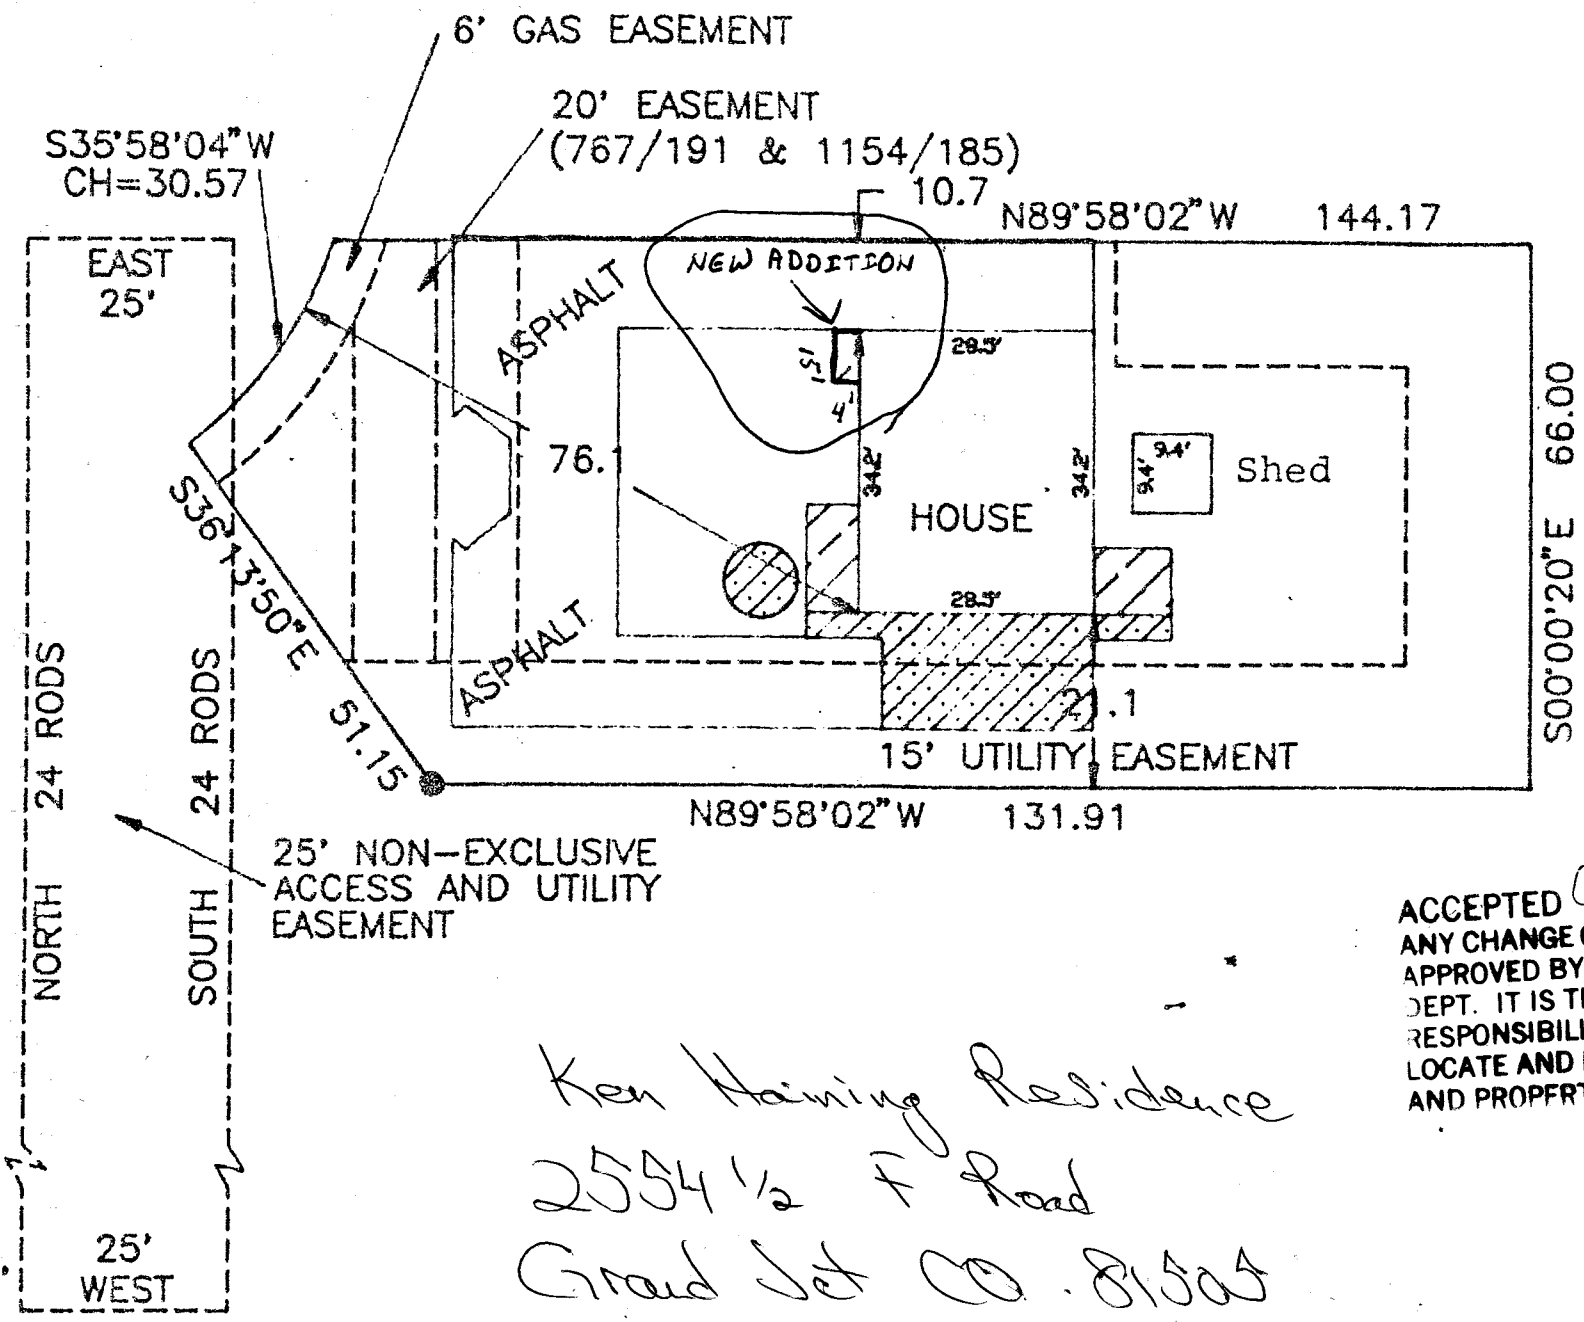 6' GAS EASEMENT
20' EASEMENT
(767/191 & 1154/185)
S35°58'04"W
CH=30.57
10.7
N89°58'02"W 144.17
EAST
25'
NEW ADDITION
ASPHALT
28.5'
15'
4'
76.1
34.2'
34.2'
9.4'
9.4'
Shed
HOUSE
S00°00'20"E 66.00
S36°13'50"E 51.15
28.5'
ASPHALT
21.1
15' UTILITY EASEMENT
N89°58'02"W 131.91
NORTH 24 RODS
SOUTH 24 RODS
25' NON-EXCLUSIVE
ACCESS AND UTILITY
EASEMENT
25'
WEST
ACCEPTED
ANY CHANGE
APPROVED BY
DEPT. IT IS
RESPONSIBILI
LOCATE AND
AND PROPERT
Ken Haining Residence
2554 1/2 F Road
Grand Jct CO. 81505